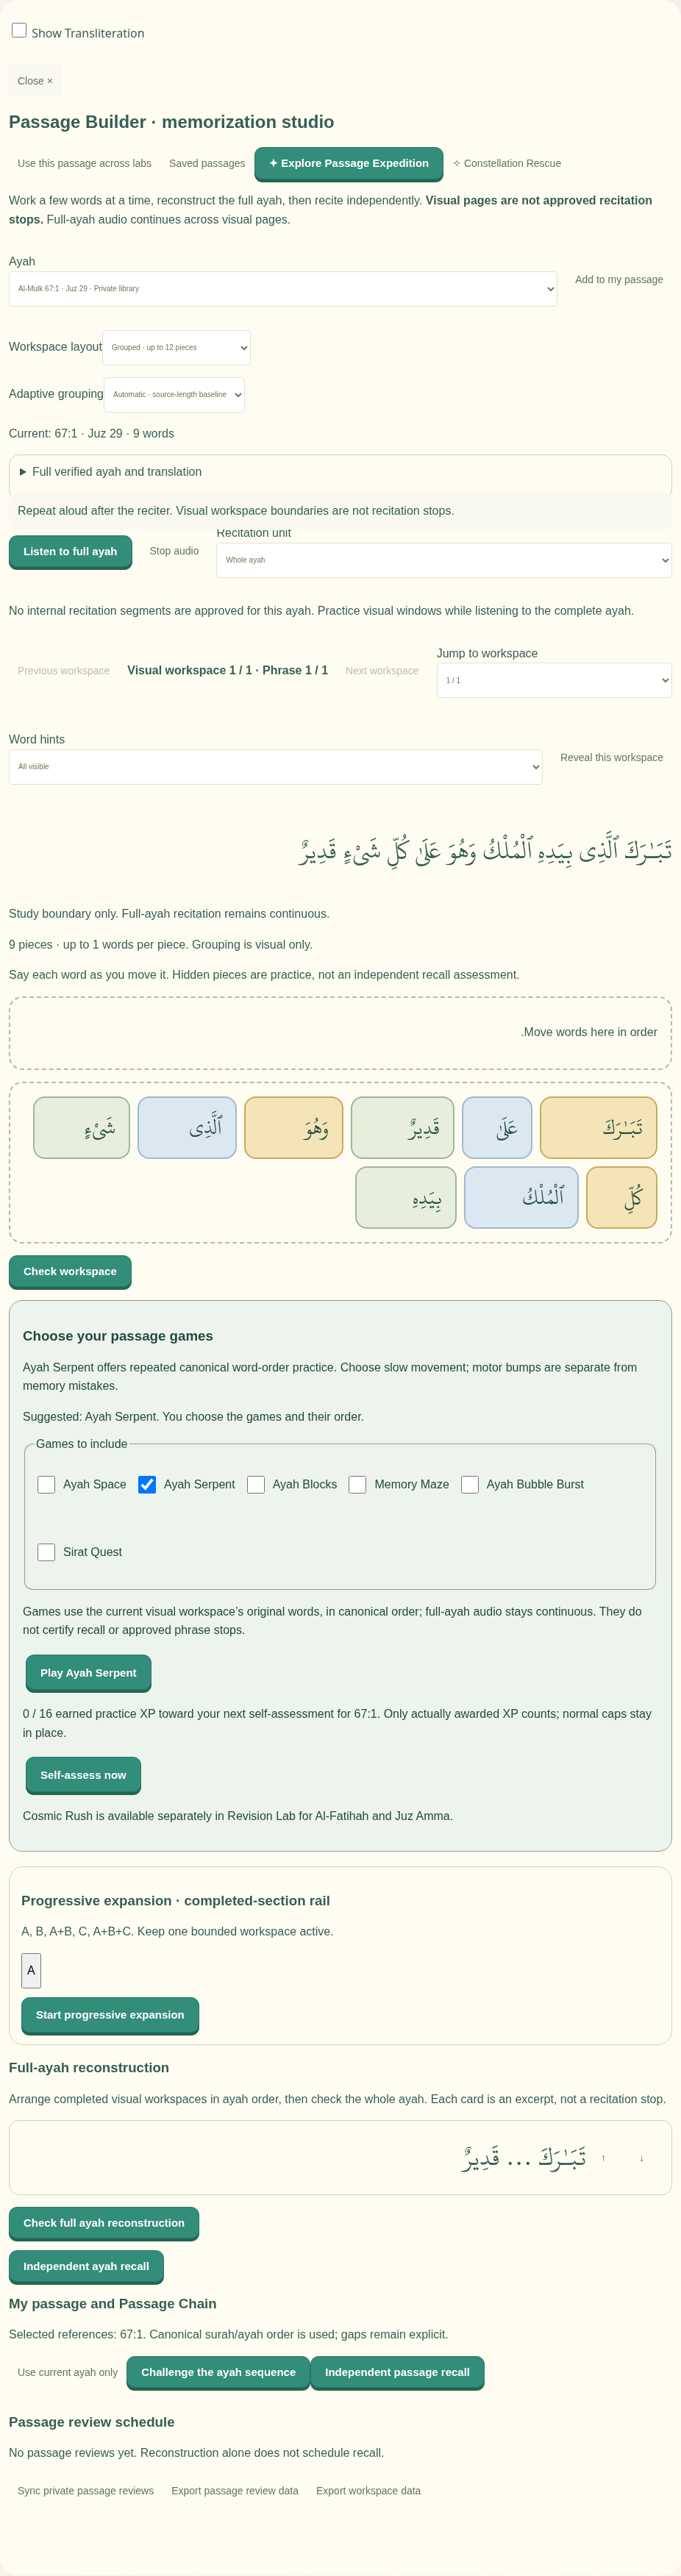 Show Transliteration
Close ×
Passage Builder · memorization studio
Use this passage across labs Saved passages ✦ Explore Passage Expedition ✧ Constellation Rescue
Work a few words at a time, reconstruct the full ayah, then recite independently. Visual pages are not approved recitation
stops. Full-ayah audio continues across visual pages.
Ayah
Al-Mulk 67:1 · Juz 29 · Private library
Add to my passage
Workspace layout Grouped · up to 12 pieces
Adaptive grouping Automatic · source-length baseline
Current: 67:1 · Juz 29 · 9 words
▶ Full verified ayah and translation
Repeat aloud after the reciter. Visual workspace boundaries are not recitation stops.
Listen to full ayah Stop audio Recitation unit
Whole ayah
No internal recitation segments are approved for this ayah. Practice visual windows while listening to the complete ayah.
Previous workspace Visual workspace 1 / 1 · Phrase 1 / 1 Next workspace Jump to workspace
1 / 1
Word hints
All visible
Reveal this workspace
تَبَـٰرَكَ ٱلَّذِى بِيَدِهِ ٱلْمُلْكُ وَهُوَ عَلَىٰ كُلِّ شَىْءٍ قَدِيرٌ
Study boundary only. Full-ayah recitation remains continuous.
9 pieces · up to 1 words per piece. Grouping is visual only.
Say each word as you move it. Hidden pieces are practice, not an independent recall assessment.
.Move words here in order
تَبَـٰرَكَ عَلَىٰ قَدِيرٌ وَهُوَ ٱلَّذِى شَىْءٍ
كُلِّ ٱلْمُلْكُ بِيَدِهِ
Check workspace
Choose your passage games
Ayah Serpent offers repeated canonical word-order practice. Choose slow movement; motor bumps are separate from
memory mistakes.
Suggested: Ayah Serpent. You choose the games and their order.
Games to include
Ayah Space Ayah Serpent Ayah Blocks Memory Maze Ayah Bubble Burst
Sirat Quest
Games use the current visual workspace’s original words, in canonical order; full-ayah audio stays continuous. They do
not certify recall or approved phrase stops.
Play Ayah Serpent
0 / 16 earned practice XP toward your next self-assessment for 67:1. Only actually awarded XP counts; normal caps stay
in place.
Self-assess now
Cosmic Rush is available separately in Revision Lab for Al-Fatihah and Juz Amma.
Progressive expansion · completed-section rail
A, B, A+B, C, A+B+C. Keep one bounded workspace active.
A
Start progressive expansion
Full-ayah reconstruction
Arrange completed visual workspaces in ayah order, then check the whole ayah. Each card is an excerpt, not a recitation stop.
تَبَـٰرَكَ … قَدِيرٌ ↑ ↓
Check full ayah reconstruction
Independent ayah recall
My passage and Passage Chain
Selected references: 67:1. Canonical surah/ayah order is used; gaps remain explicit.
Use current ayah only Challenge the ayah sequence Independent passage recall
Passage review schedule
No passage reviews yet. Reconstruction alone does not schedule recall.
Sync private passage reviews Export passage review data Export workspace data